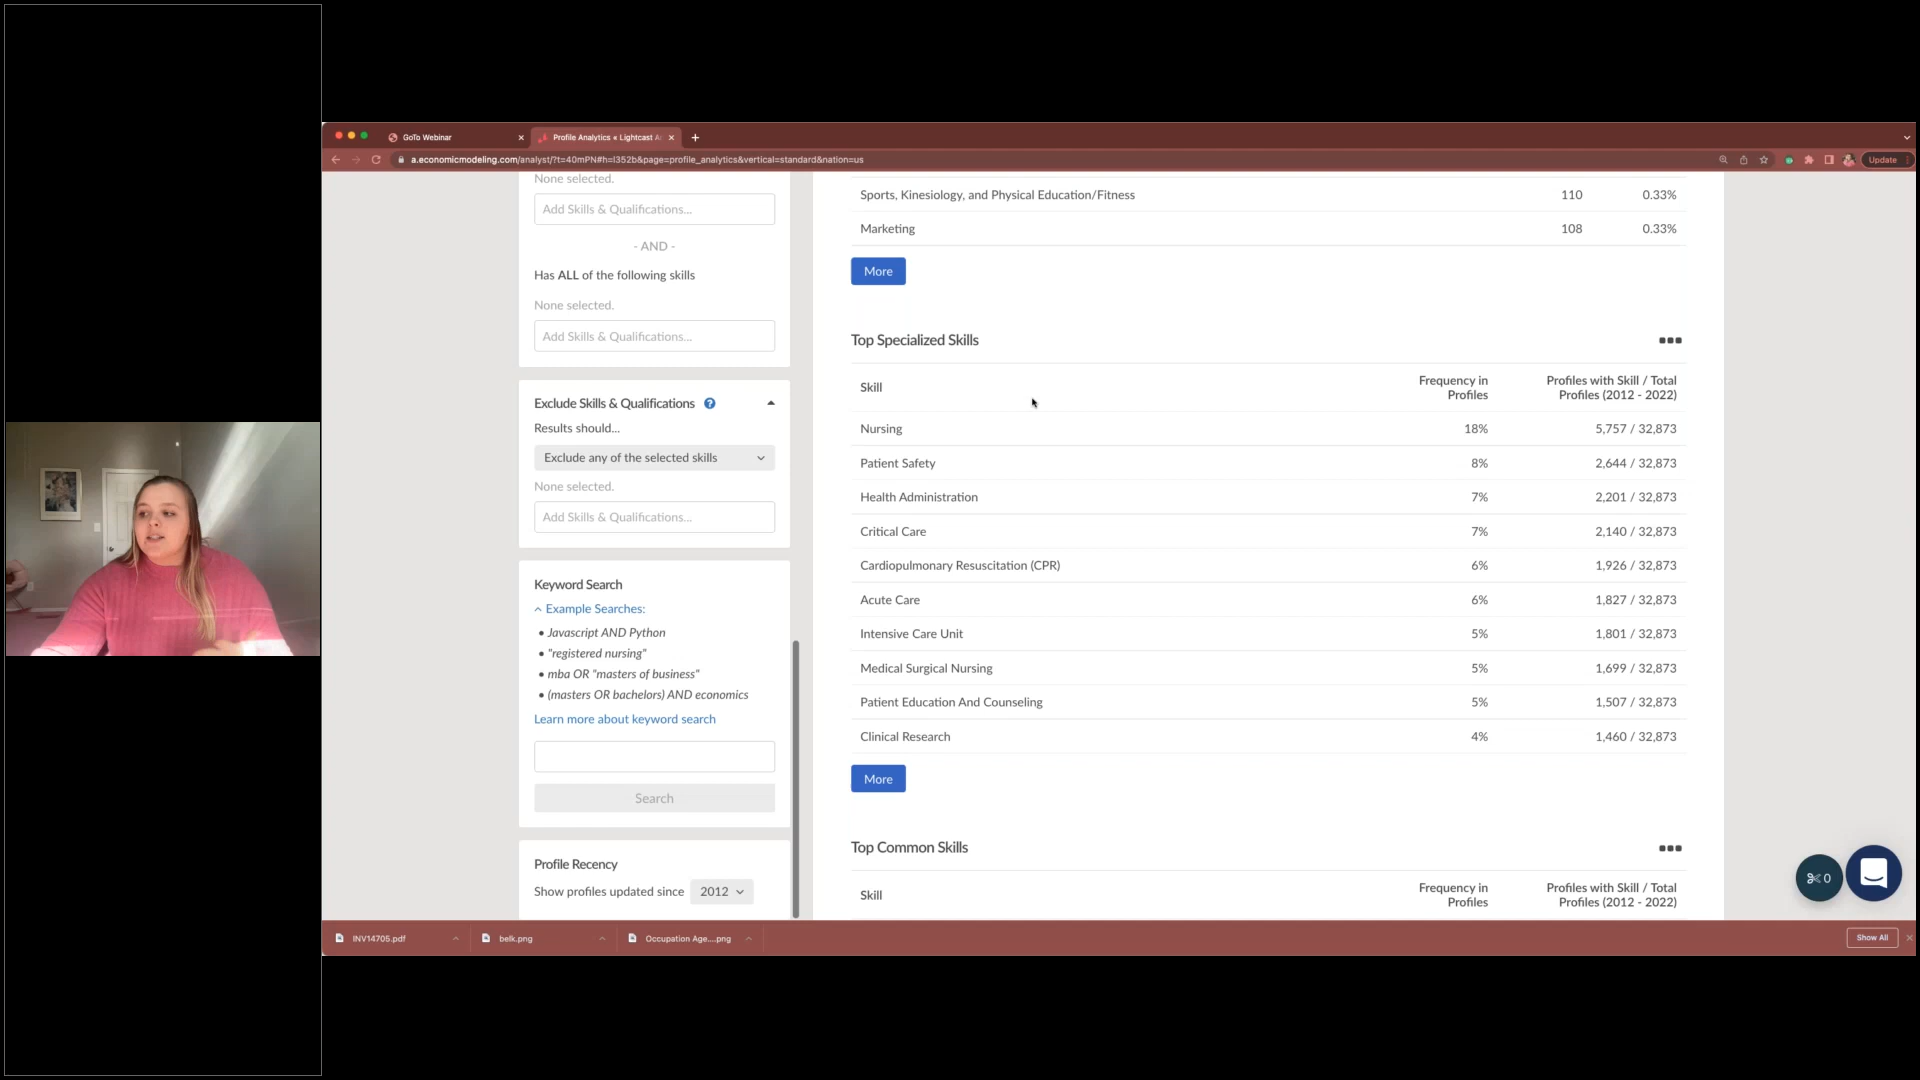 GoTo Webinar
Profile Analytics « Lightcast A
a.economicmodeling.com/analyst/?t=40mPN#h=I352b&page=profile_analytics&vertical=standard&nation=us
Update
None selected.
Add Skills & Qualifications...
- AND -
Has ALL of the following skills
None selected.
Add Skills & Qualifications...
Exclude Skills & Qualifications ?
Results should...
Exclude any of the selected skills
None selected.
Add Skills & Qualifications...
Keyword Search
Example Searches:
• Javascript AND Python
• "registered nursing"
• mba OR "masters of business"
• (masters OR bachelors) AND economics
Learn more about keyword search
Search
Profile Recency
Show profiles updated since 2012
Sports, Kinesiology, and Physical Education/Fitness 110 0.33%
Marketing 108 0.33%
More
Top Specialized Skills
Skill Frequency in Profiles Profiles with Skill / Total Profiles (2012 - 2022)
Nursing 18% 5,757 / 32,873
Patient Safety 8% 2,644 / 32,873
Health Administration 7% 2,201 / 32,873
Critical Care 7% 2,140 / 32,873
Cardiopulmonary Resuscitation (CPR) 6% 1,926 / 32,873
Acute Care 6% 1,827 / 32,873
Intensive Care Unit 5% 1,801 / 32,873
Medical Surgical Nursing 5% 1,699 / 32,873
Patient Education And Counseling 5% 1,507 / 32,873
Clinical Research 4% 1,460 / 32,873
More
Top Common Skills
Skill Frequency in Profiles Profiles with Skill / Total Profiles (2012 - 2022)
0
INV14705.pdf
belk.png
Occupation Age....png
Show All